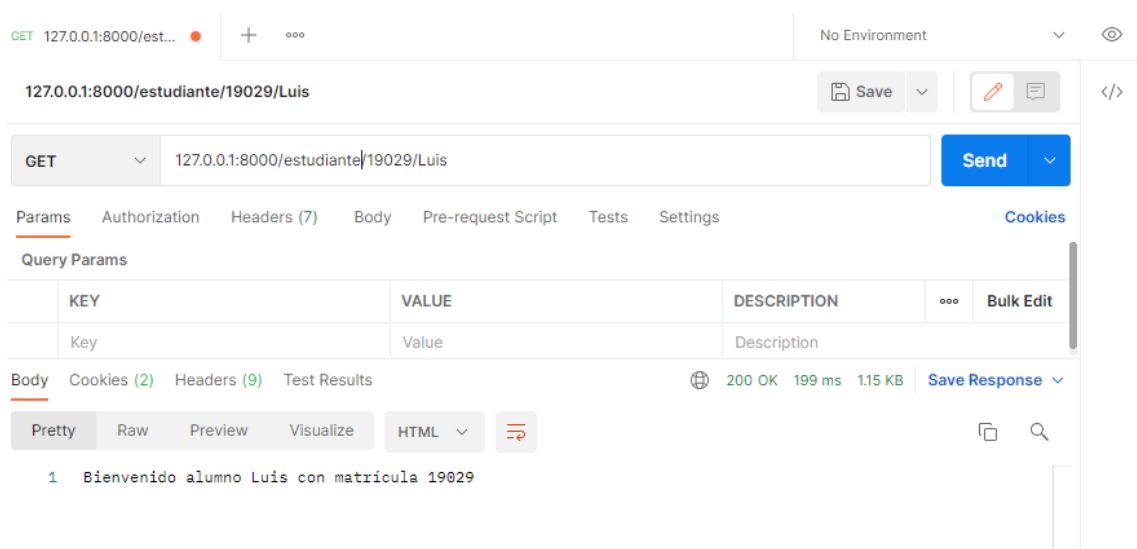 GET 127.0.0.1:8000/est... + ooo No Environment
127.0.0.1:8000/estudiante/19029/Luis Save </>
GET 127.0.0.1:8000/estudiante/19029/Luis Send
Params Authorization Headers (7) Body Pre-request Script Tests Settings Cookies
Query Params
KEY VALUE DESCRIPTION ooo Bulk Edit
Key Value Description
Body Cookies (2) Headers (9) Test Results 200 OK 199 ms 1.15 KB Save Response
Pretty Raw Preview Visualize HTML
1 Bienvenido alumno Luis con matrícula 19029